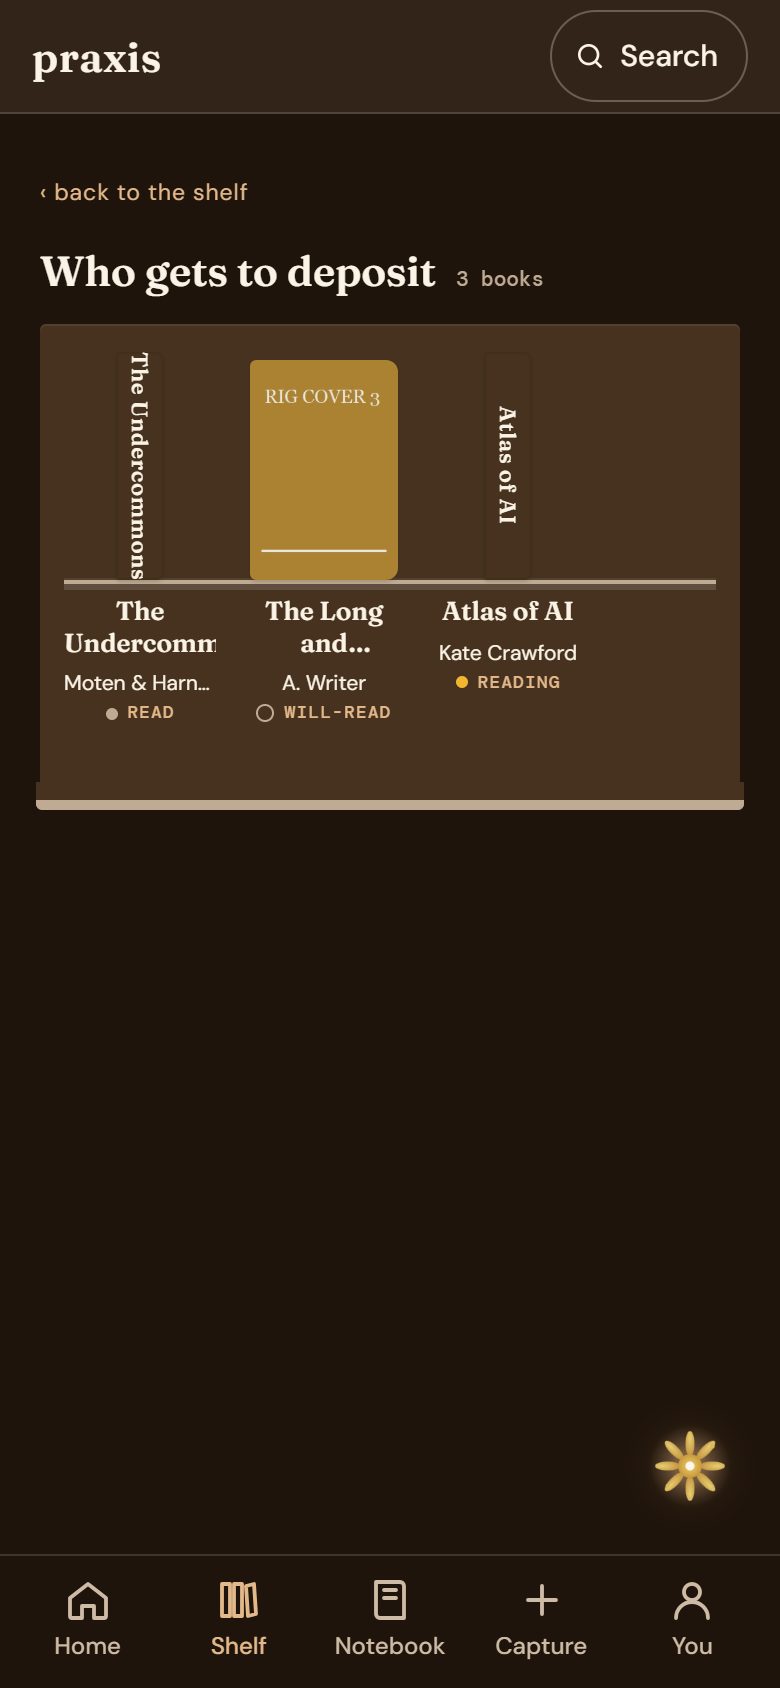 praxis
Search
‹ back to the shelf
Who gets to deposit 3 books
The Undercommons
RIG COVER 3
Atlas of AI
The
Undercomm
Moten & Harn...
READ
The Long
and...
A. Writer
WILL-READ
Atlas of AI
Kate Crawford
READING
Home
Shelf
Notebook
Capture
You